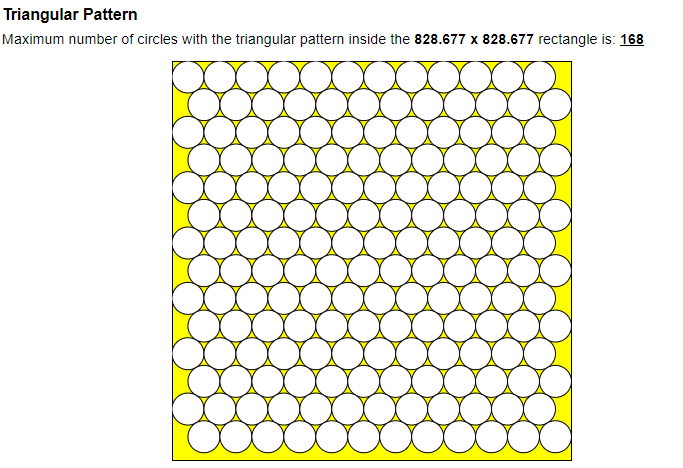 Triangular Pattern
Maximum number of circles with the triangular pattern inside the 828.677 x 828.677 rectangle is: 168